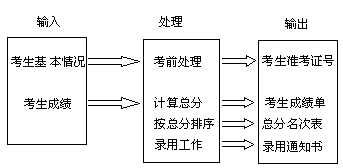 输入 处理 输出
考生基 本情况 考前处理 考生准考证号
考生成绩 计算总分 考生成绩单
按总分排序 总分名次表
录用工作 录用通知书